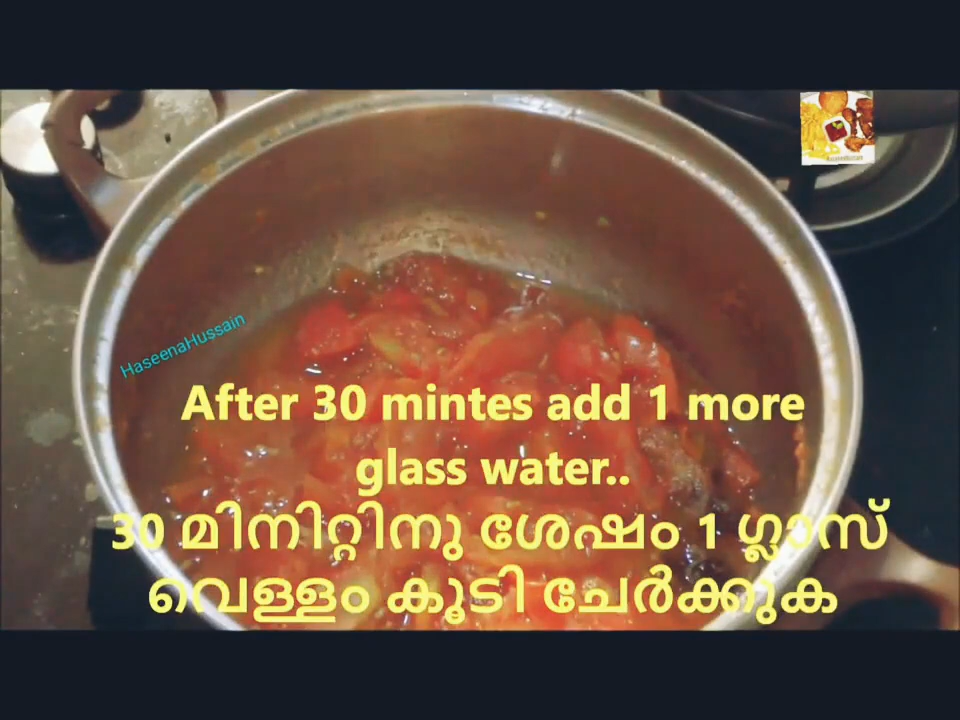 HaseenaHussain
After 30 mintes add 1 more
glass water..
30 മിനിറ്റിനു ശേഷം 1 ഗ്ലാസ്
വെള്ളം കൂടി ചേർക്കുക